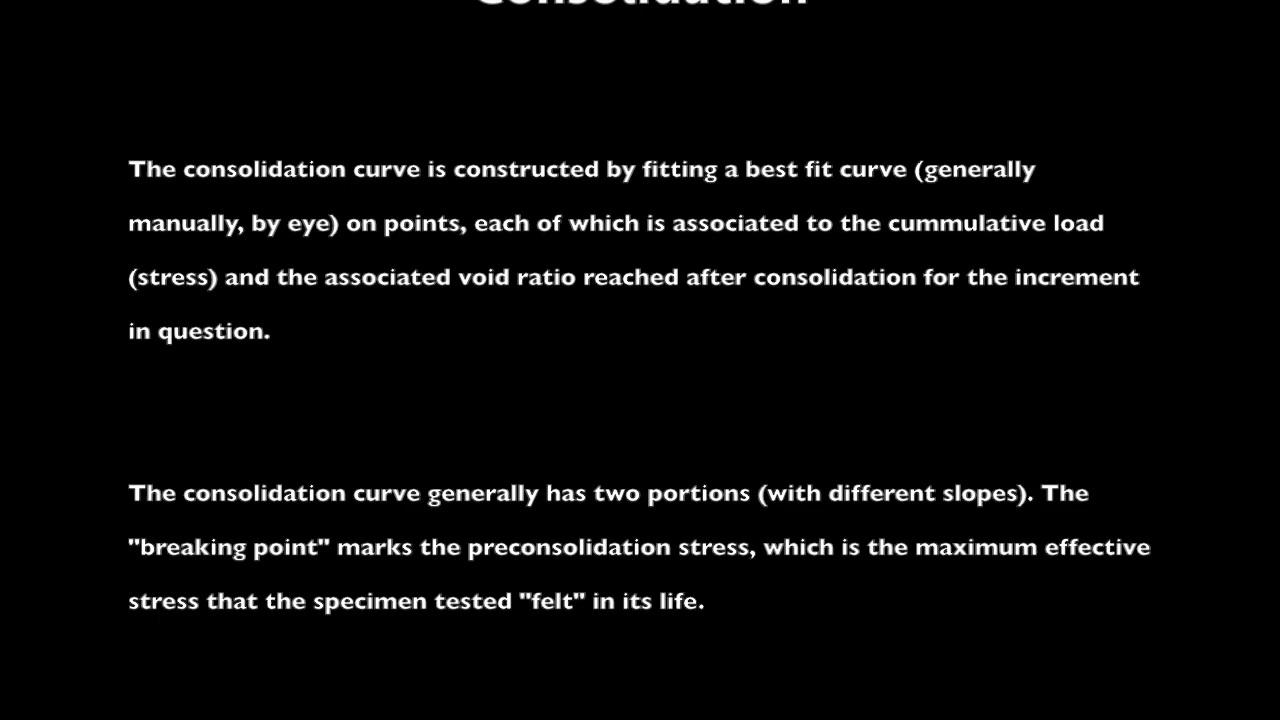 Consolidation
The consolidation curve is constructed by fitting a best fit curve (generally
manually, by eye) on points, each of which is associated to the cummulative load
(stress) and the associated void ratio reached after consolidation for the increment
in question.
The consolidation curve generally has two portions (with different slopes). The
"breaking point" marks the preconsolidation stress, which is the maximum effective
stress that the specimen tested "felt" in its life.